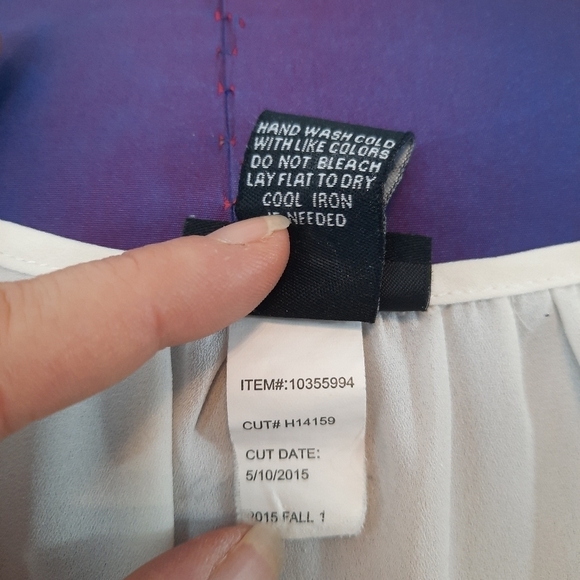 HAND WASH COLD
WITH LIKE COLORS
DO NOT BLEACH
LAY FLAT TO DRY
COOL IRON
IF NEEDED
ITEM#:10355994
CUT# H14159
CUT DATE:
5/10/2015
2015 FALL 1